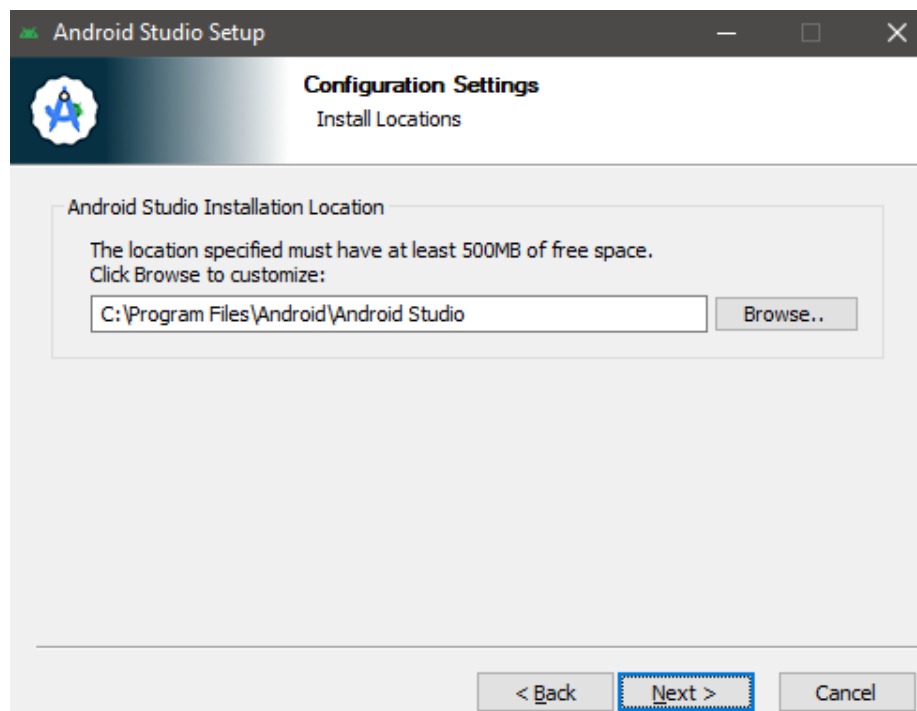 Android Studio Setup
Configuration Settings
Install Locations
Android Studio Installation Location
The location specified must have at least 500MB of free space.
Click Browse to customize:
C:\Program Files\Android\Android Studio
Browse..
< Back
Next >
Cancel